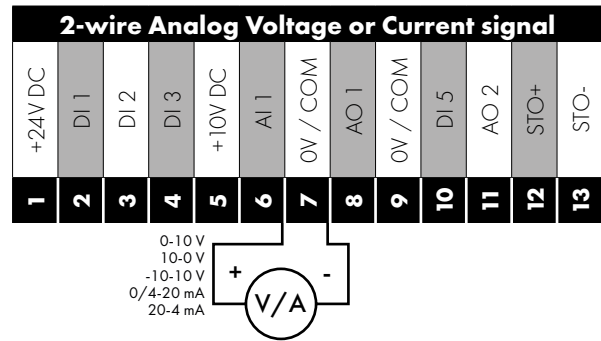 2-wire Analog Voltage or Current signal
+24V DC
DI 1
DI 2
DI 3
+10V DC
AI 1
0V / COM
AO 1
0V / COM
DI 5
AO 2
STO+
STO-
1
2
3
4
5
6
7
8
9
10
11
12
13
0-10 V
10-0 V
-10-10 V
0/4-20 mA
20-4 mA
+
-
V/A